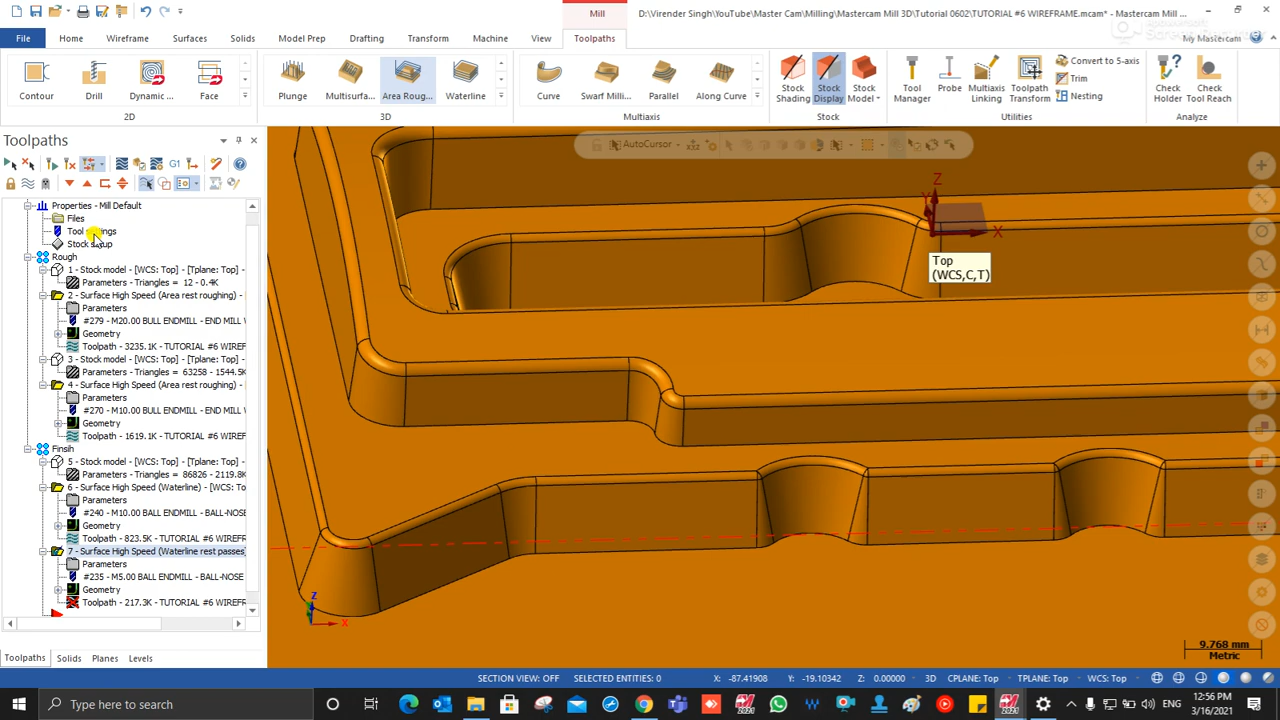 Mill
D:\Virender Singh\YouTube\Master Cam\Milling\Mastercam Mill 3D\Tutorial 0602\TUTORIAL #6 WIREFRAME.mcam* - Mastercam Mill ...
File Home Wireframe Surfaces Solids Model Prep Drafting Transform Machine View Toolpaths
My Mastercam
Contour Drill Dynamic ... Face
Plunge Multisurfa... Area Roug... Waterline
Curve Swarf Milli... Parallel Along Curve
Stock Shading
Stock Display
Stock Model
Tool Manager
Probe
Multiaxis Linking
Toolpath Transform
Convert to 5-axis
Trim
Nesting
Check Holder
Check Tool Reach
2D 3D Multiaxis Stock Utilities Analyze
Toolpaths
G1
AutoCursor
Properties - Mill Default
Files
Stock setup
Rough
1 - Stock model - [WCS: Top] - [Tplane: Top] -
Parameters - Triangles = 12 - 0.4K
2 - Surface High Speed (Area rest roughing) -
Parameters
#279 - M20.00 BULL ENDMILL - END MILL W
Geometry
Toolpath - 3235.1K - TUTORIAL #6 WIREF
3 - Stock model - [WCS: Top] - [Tplane: Top] -
Parameters - Triangles = 63258 - 1544.5
4 - Surface High Speed (Area rest roughing) -
Parameters
#270 - M10.00 BULL ENDMILL - END MILL W
Geometry
Toolpath - 1619.1K - TUTORIAL #6 WIREF
Finsih
5 - Stock model - [WCS: Top] - [Tplane: Top] -
Parameters - Triangles = 86826 - 2119.8K
6 - Surface High Speed (Waterline) - [WCS: To
Parameters
#240 - M10.00 BALL ENDMILL - BALL-NOSE
Geometry
Toolpath - 823.5K - TUTORIAL #6 WIREFR
7 - Surface High Speed (Waterline rest passes)
Parameters
#235 - M5.00 BALL ENDMILL - BALL-NOSE
Geometry
Toolpath - 217.3K - TUTORIAL #6 WIREFR
Toolpaths Solids Planes Levels
Z
Y
X
Top
(WCS,C,T)
Z
X
9.768 mm
Metric
SECTION VIEW: OFF SELECTED ENTITIES: 0 X: -87.41908 Y: -19.10342 Z: 0.00000 3D CPLANE: Top TPLANE: Top WCS: Top
Type here to search
ENG
12:56 PM
3/16/2021